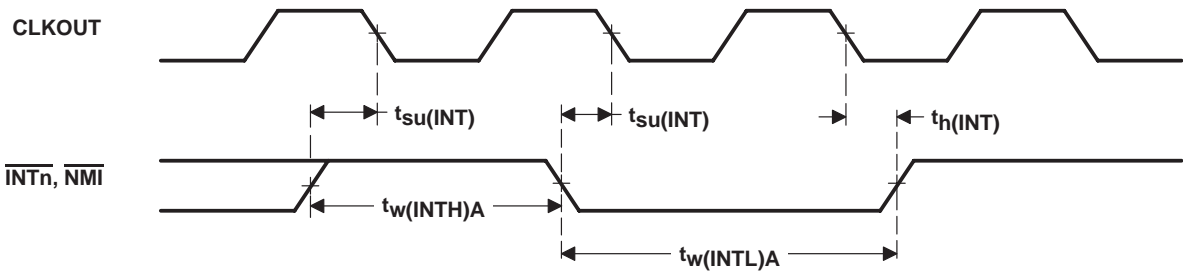 CLKOUT
tsu(INT)
tsu(INT)
th(INT)
INTn, NMI
tw(INTH)A
tw(INTL)A